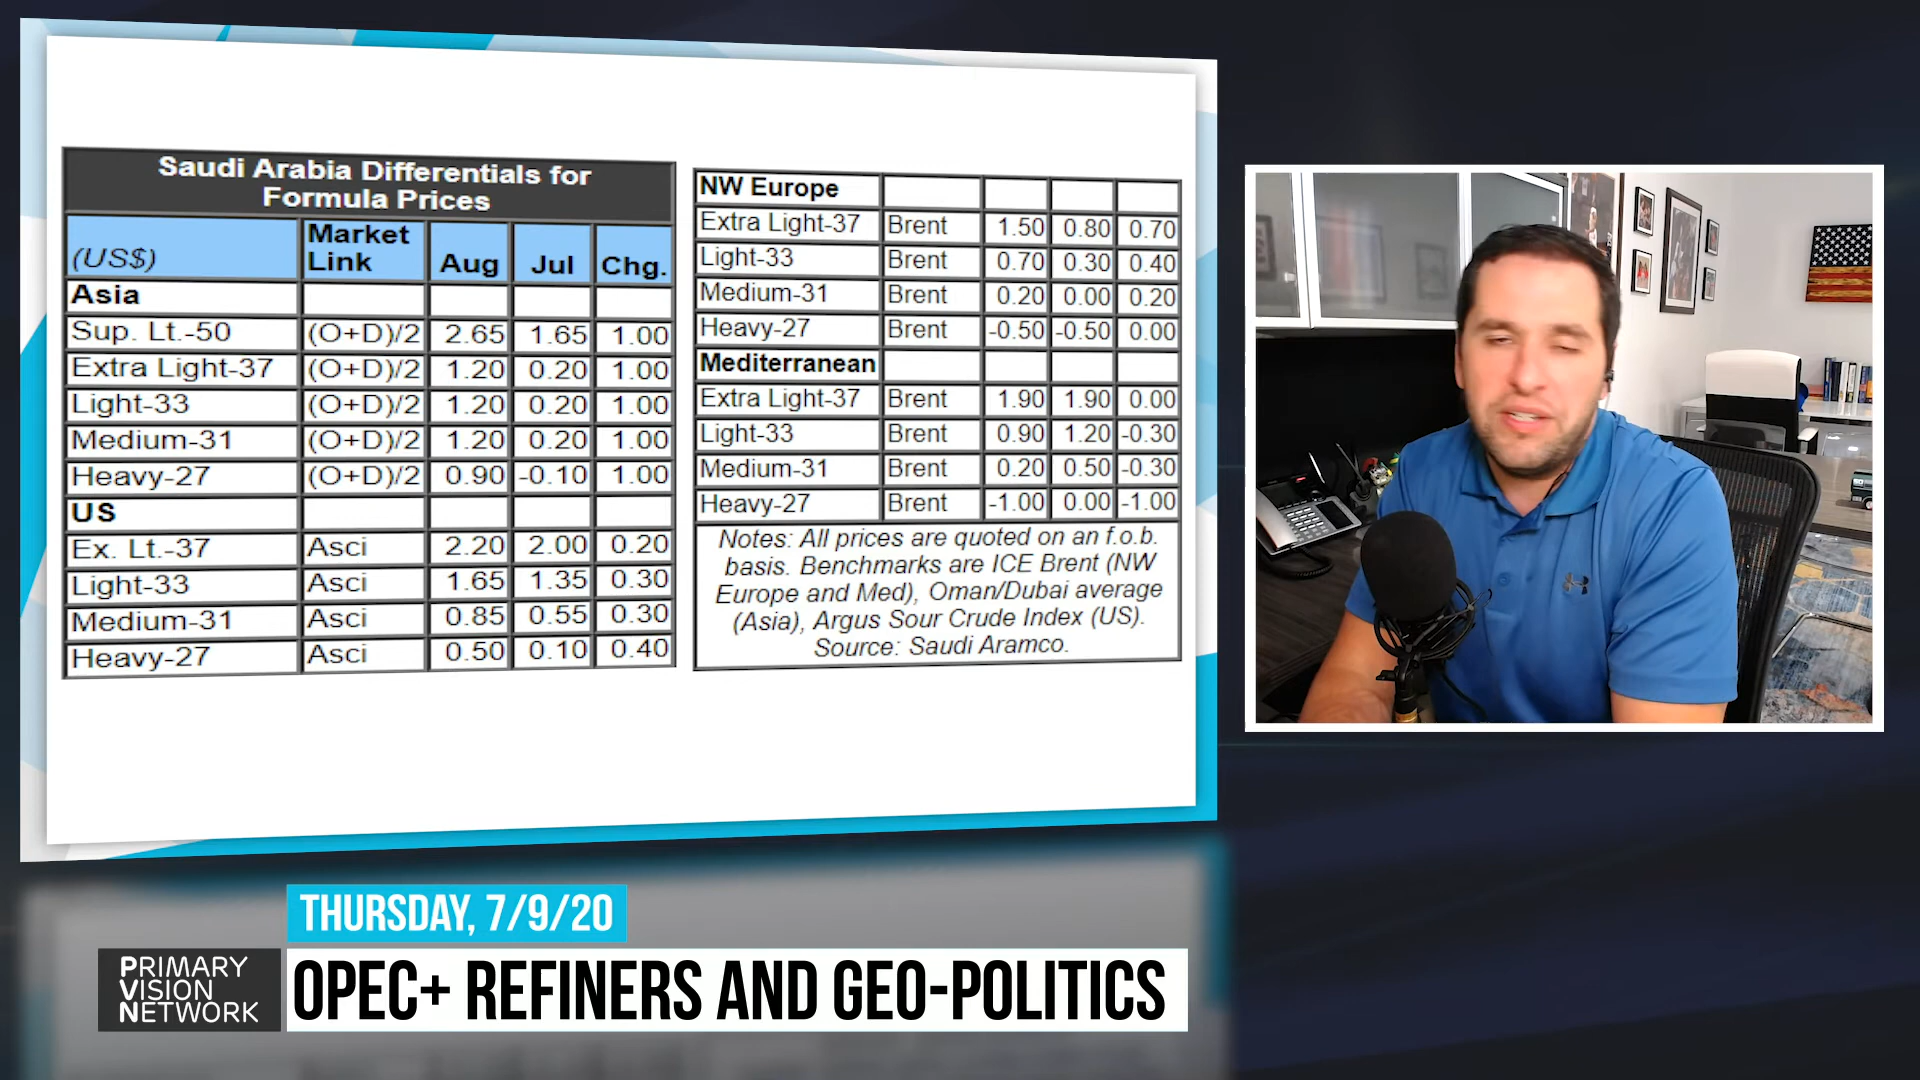 Saudi Arabia Differentials for
Formula Prices
(US$) Market Link Aug Jul Chg.
Asia
Sup. Lt.-50 (O+D)/2 2.65 1.65 1.00
Extra Light-37 (O+D)/2 1.20 0.20 1.00
Light-33 (O+D)/2 1.20 0.20 1.00
Medium-31 (O+D)/2 1.20 0.20 1.00
Heavy-27 (O+D)/2 0.90 -0.10 1.00
US
Ex. Lt.-37 Asci 2.20 2.00 0.20
Light-33 Asci 1.65 1.35 0.30
Medium-31 Asci 0.85 0.55 0.30
Heavy-27 Asci 0.50 0.10 0.40
NW Europe
Extra Light-37 Brent 1.50 0.80 0.70
Light-33 Brent 0.70 0.30 0.40
Medium-31 Brent 0.20 0.00 0.20
Heavy-27 Brent -0.50 -0.50 0.00
Mediterranean
Extra Light-37 Brent 1.90 1.90 0.00
Light-33 Brent 0.90 1.20 -0.30
Medium-31 Brent 0.20 0.50 -0.30
Heavy-27 Brent -1.00 0.00 -1.00
Notes: All prices are quoted on an f.o.b.
basis. Benchmarks are ICE Brent (NW
Europe and Med), Oman/Dubai average
(Asia), Argus Sour Crude Index (US).
Source: Saudi Aramco.
THURSDAY, 7/9/20
PRIMARY
VISION
NETWORK
OPEC+ REFINERS AND GEO-POLITICS